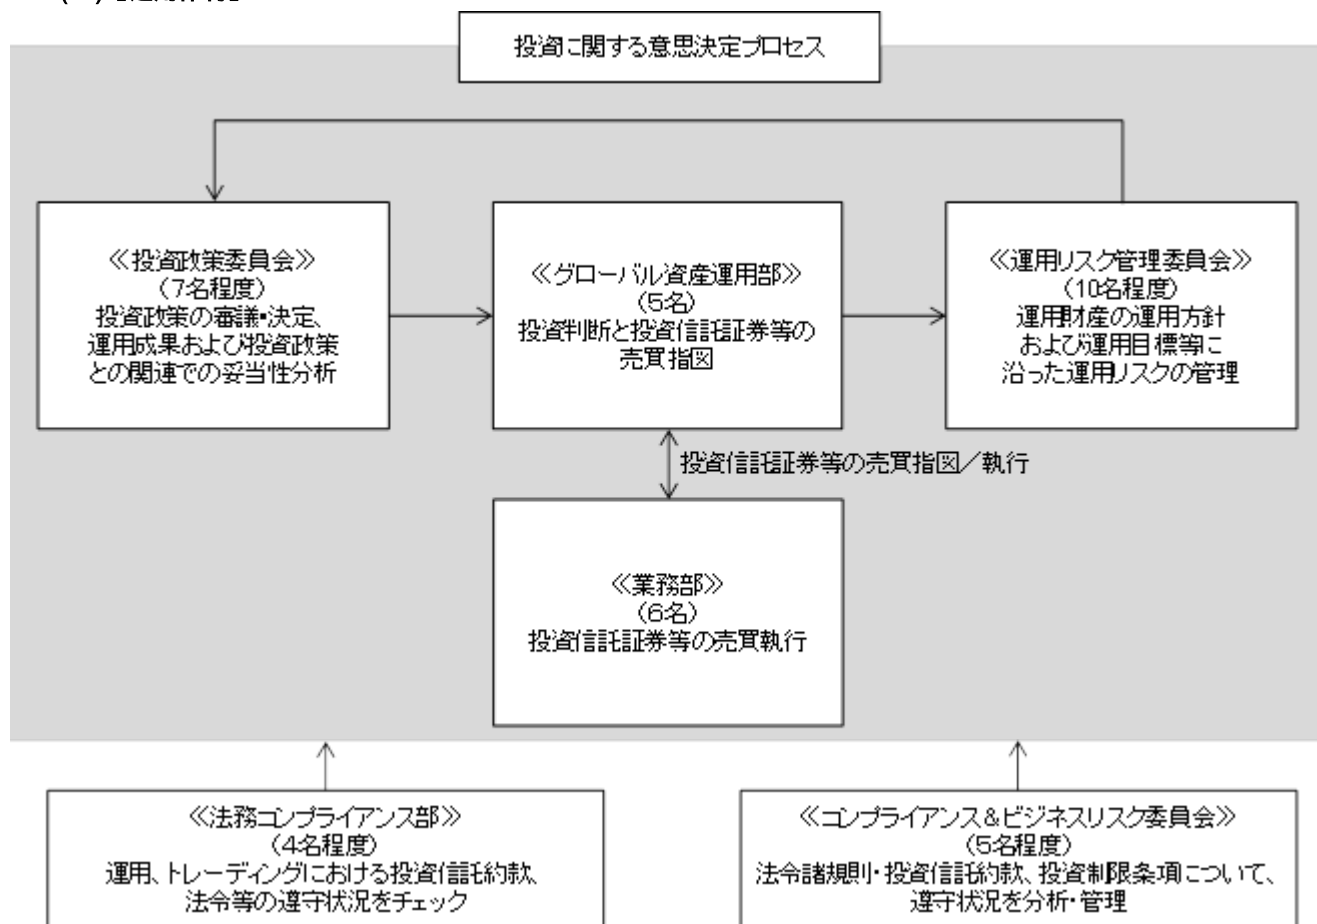 投資に関する意思決定プロセス
≪投資政策委員会≫
(7名程度)
投資政策の審議・決定、
運用成果および投資政策
との関連での妥当性分析
≪グローバル資産運用部≫
(5名)
投資判断と投資信託証券等の
売買指図
≪運用リスク管理委員会≫
(10名程度)
運用財産の運用方針
および運用目標等に
沿った運用リスクの管理
投資信託証券等の売買指図／執行
≪業務部≫
(6名)
投資信託証券等の売買執行
≪法務コンプライアンス部≫
(4名程度)
運用、トレーディングにおける投資信託約款、
法令等の遵守状況をチェック
≪コンプライアンス＆ビジネスリスク委員会≫
(5名程度)
法令諸規則・投資信託約款、投資制限条項について、
遵守状況を分析・管理